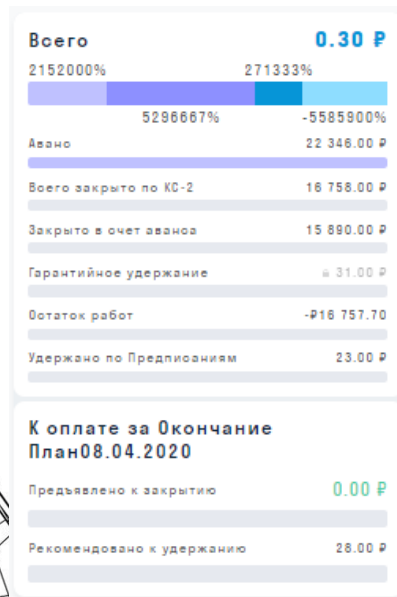 Всего 0.30 ₽
2152000% 271333%
5296667% -5585900%
Аванс 22 346.00 ₽
Всего закрыто по КС-2 16 758.00 ₽
Закрыто в счет аванса 15 890.00 ₽
Гарантийное удержание 31.00 ₽
Остаток работ -₽16 757.70
Удержано по Предписаниям 23.00 ₽
К оплате за Окончание
План08.04.2020
Предъявлено к закрытию 0.00 ₽
Рекомендовано к удержанию 28.00 ₽